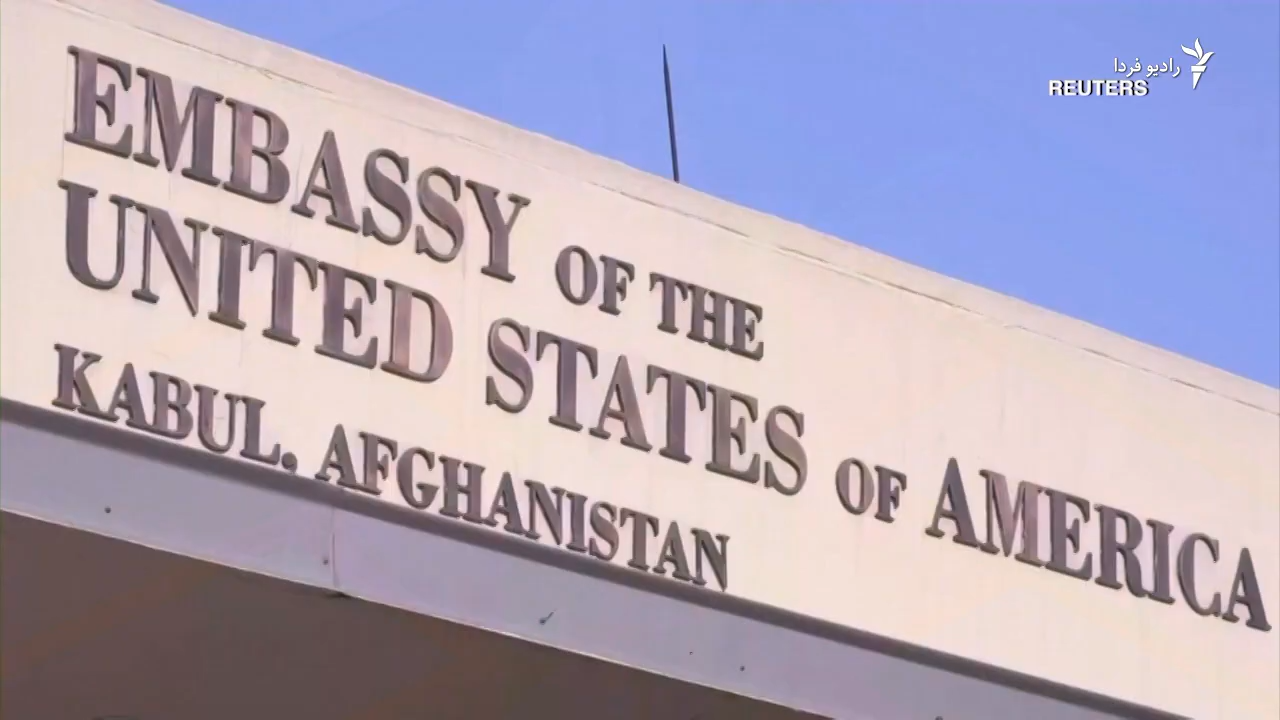 رادیو فردا
REUTERS
EMBASSY OF THE
UNITED STATES OF AMERICA
KABUL, AFGHANISTAN